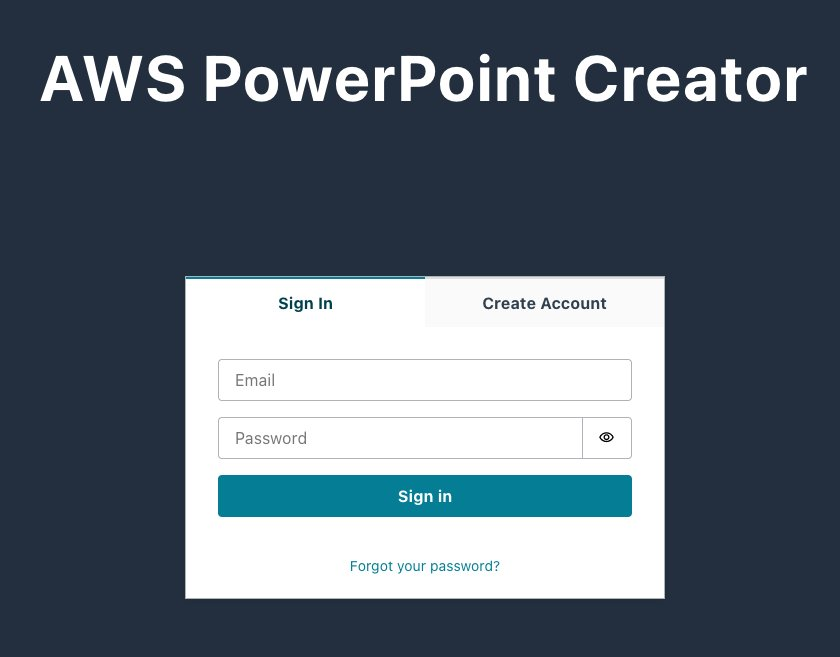 AWS PowerPoint Creator
Sign In
Create Account
Email
Password
Sign in
Forgot your password?